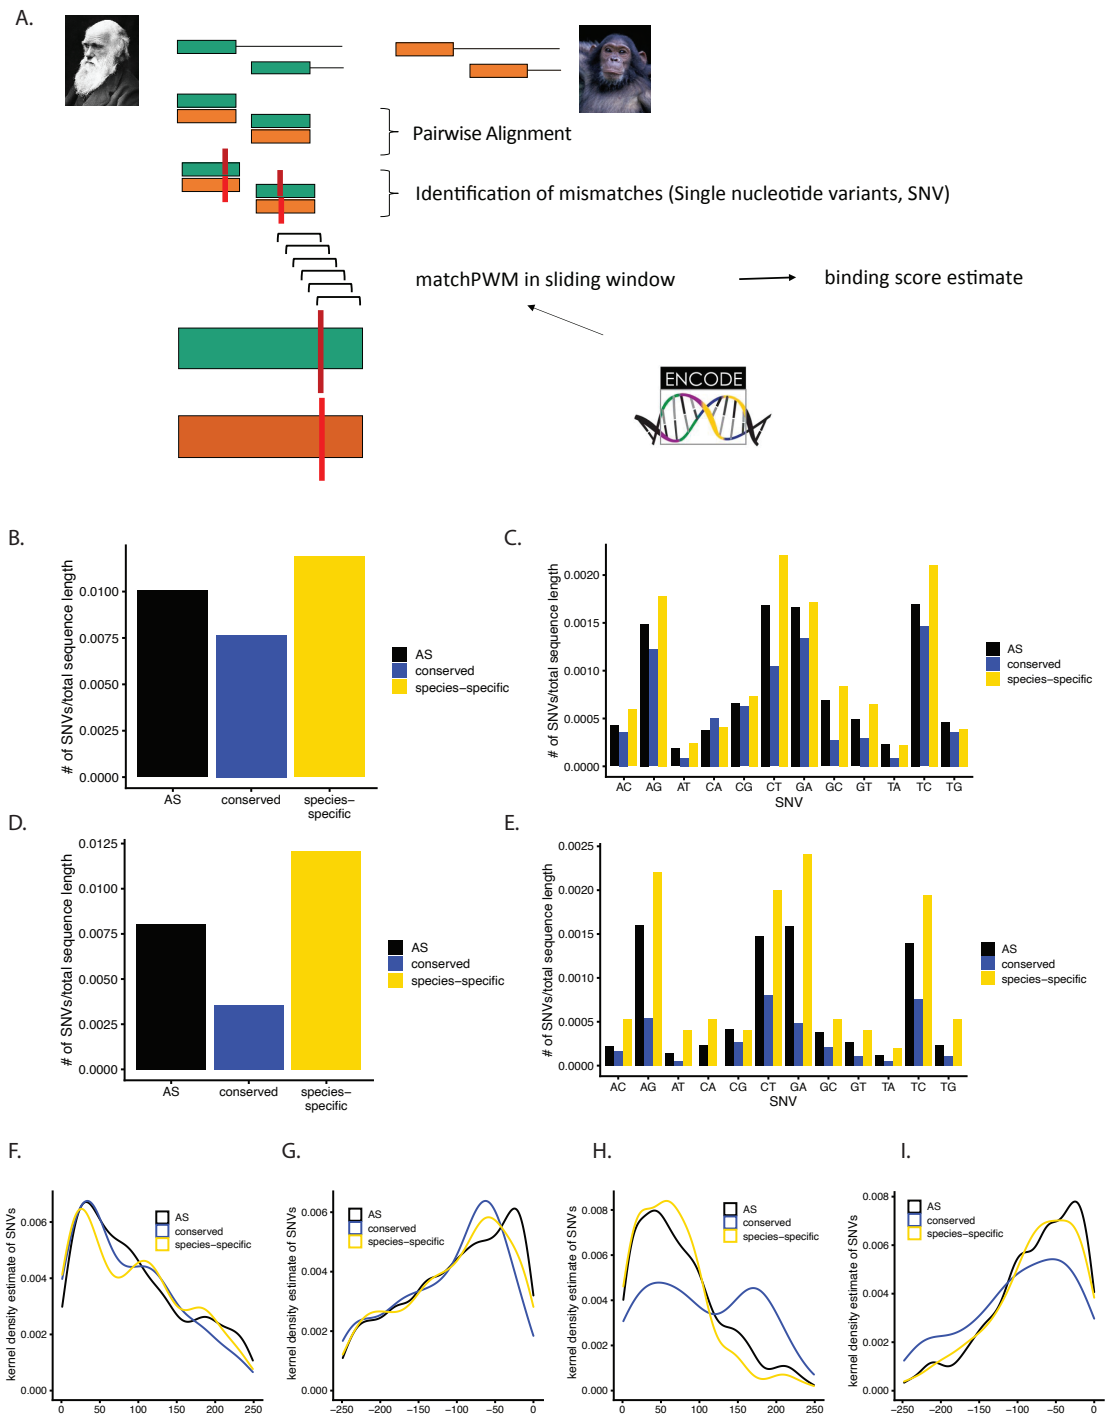 A.
Pairwise Alignment
Identification of mismatches (Single nucleotide variants, SNV)
matchPWM in sliding window
binding score estimate
ENCODE
B.
# of SNVs/total sequence length
0.0100
0.0075
0.0050
0.0025
0.0000
AS
conserved
species-specific
AS
conserved
species-
specific
C.
# of SNVs/total sequence length
0.0020
0.0015
0.0010
0.0005
0.0000
AC AG AT CA CG CT GA GC GT TA TC TG
SNV
AS
conserved
species-specific
D.
# of SNVs/total sequence length
0.0125
0.0100
0.0075
0.0050
0.0025
0.0000
AS
conserved
species-specific
AS
conserved
species-
specific
E.
# of SNVs/total sequence length
0.0025
0.0020
0.0015
0.0010
0.0005
0.0000
AC AG AT CA CG CT GA GC GT TA TC TG
SNV
AS
conserved
species-specific
F.
kernel density estimate of SNVs
0.006
0.004
0.002
0.000
0 50 100 150 200 250
AS
conserved
species-specific
G.
kernel density estimate of SNVs
0.006
0.004
0.002
0.000
-250 -200 -150 -100 -50 0
AS
conserved
species-specific
H.
kernel density estimate of SNVs
0.008
0.006
0.004
0.002
0.000
0 50 100 150 200 250
AS
conserved
species-specific
I.
kernel density estimate of SNVs
0.008
0.006
0.004
0.002
0.000
-250 -200 -150 -100 -50 0
AS
conserved
species-specific